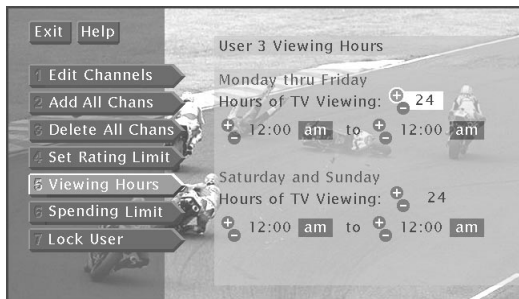 Exit Help
User 3 Viewing Hours
1 Edit Channels
2 Add All Chans
3 Delete All Chans
4 Set Rating Limit
5 Viewing Hours
6 Spending Limit
7 Lock User
Monday thru Friday
Hours of TV Viewing: 24
12:00 am to 12:00 am
Saturday and Sunday
Hours of TV Viewing: 24
12:00 am to 12:00 am